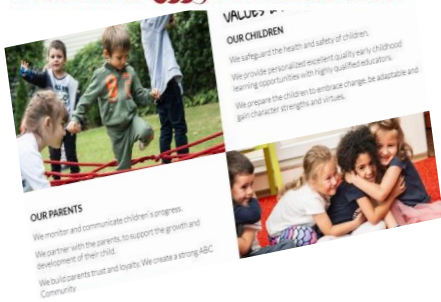 VALUES
OUR CHILDREN
We safeguard the health and safety of children.
We provide personalized excellent quality early childhood
learning opportunities with highly qualified educators.
We prepare the children to embrace change, be adaptable and
gain character strengths and virtues.
OUR PARENTS
We monitor and communicate children's progress.
We partner with the parents, to support the growth and
development of their child.
We build parents trust and loyalty. We create a strong ABC
Community